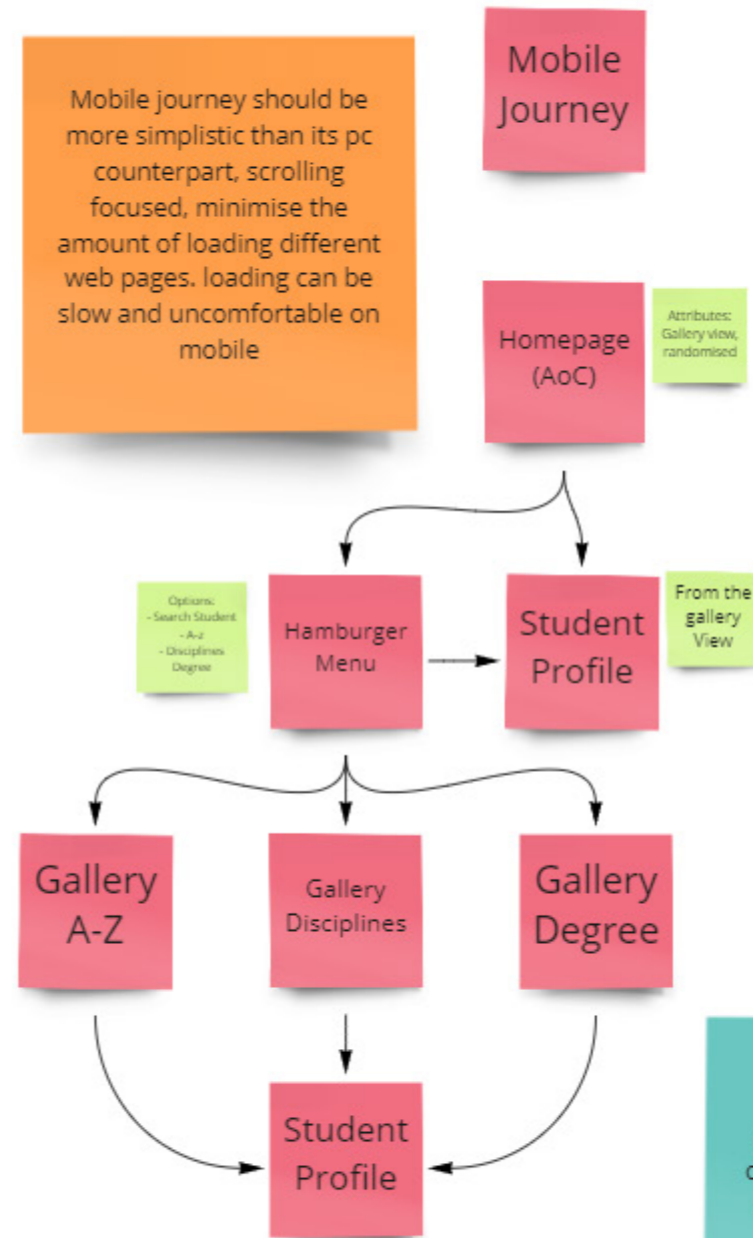 Mobile
Journey
Mobile journey should be
more simplistic than its pc
counterpart, scrolling
focused, minimise the
amount of loading different
web pages. loading can be
slow and uncomfortable on
mobile
Homepage
(AoC)
Attributes:
Gallery view,
randomised
Options:
- Search Student
- A-z
- Disciplines
Degree
Hamburger
Menu
Student
Profile
From the
gallery
View
Gallery
A-Z
Gallery
Disciplines
Gallery
Degree
Student
Profile